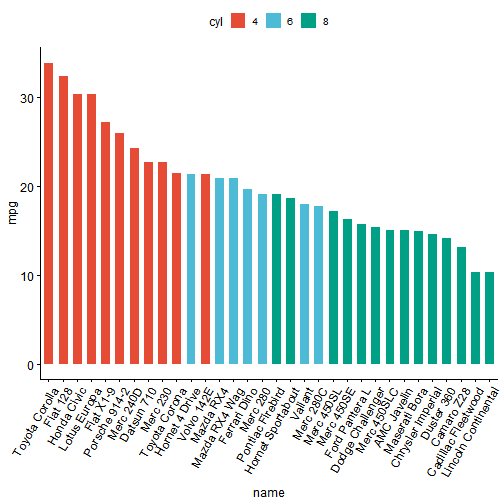 cyl 4 6 8
30
20
10
0
mpg
Toyota Corolla
Fiat 128
Honda Civic
Lotus Europa
Fiat X1-9
Porsche 914-2
Merc 240D
Datsun 710
Merc 230
Toyota Corona
Hornet 4 Drive
Volvo 142E
Mazda RX4
Mazda RX4 Wag
Ferrari Dino
Merc 280
Pontiac Firebird
Hornet Sportabout
Valiant
Merc 280C
Merc 450SL
Merc 450SE
Ford Pantera L
Dodge Challenger
Merc 450SLC
AMC Javelin
Maserati Bora
Chrysler Imperial
Duster 360
Camaro Z28
Cadillac Fleetwood
Lincoln Continental
name